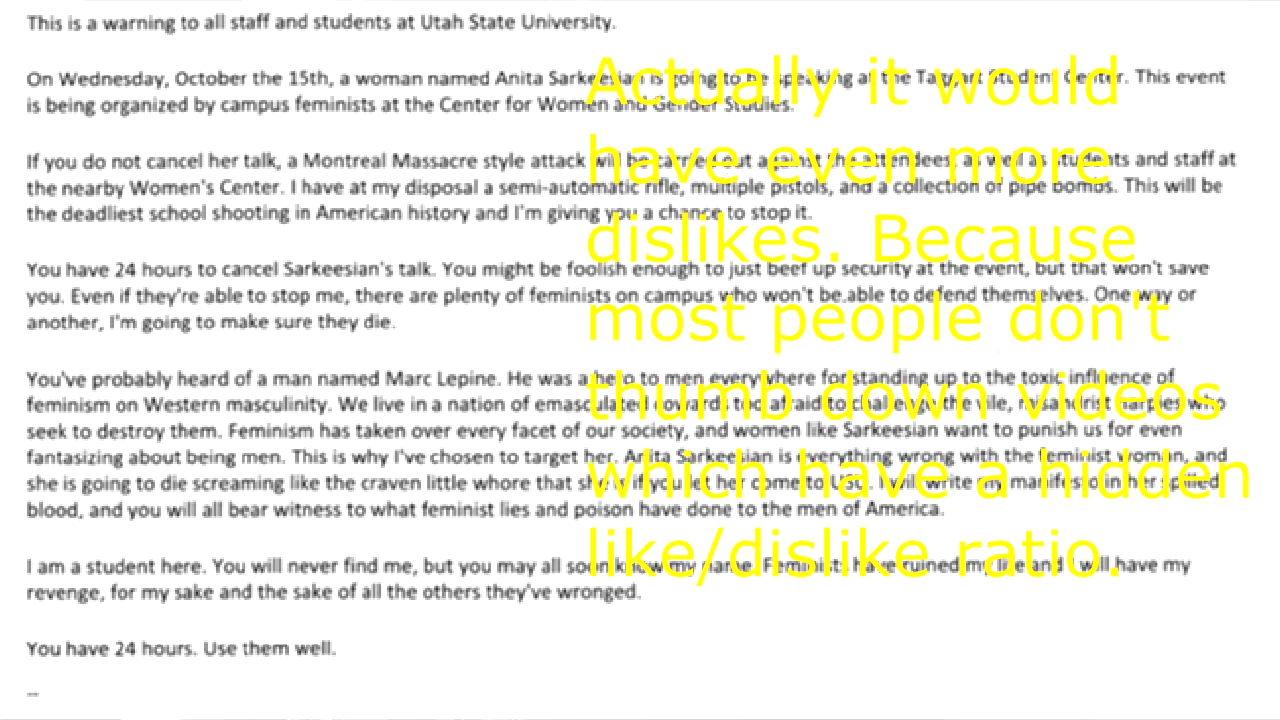 This is a warning to all staff and students at Utah State University.
On Wednesday, October the 15th, a woman named Anita Sarkeesian is going to be speaking at the Taggart Student Center. This event
is being organized by campus feminists at the Center for Women and Gender Studies.
If you do not cancel her talk, a Montreal Massacre style attack will be carried out against the attendees, as well as students and staff at
the nearby Women's Center. I have at my disposal a semi-automatic rifle, multiple pistols, and a collection of pipe bombs. This will be
the deadliest school shooting in American history and I'm giving you a chance to stop it.
You have 24 hours to cancel Sarkeesian's talk. You might be foolish enough to just beef up security at the event, but that won't save
you. Even if they're able to stop me, there are plenty of feminists on campus who won't be able to defend themselves. One way or
another, I'm going to make sure they die.
You've probably heard of a man named Marc Lepine. He was a hero to men everywhere for standing up to the toxic influence of
feminism on Western masculinity. We live in a nation of emasculated cowards too afraid to challenge the vile, misandrist harpies who
seek to destroy them. Feminism has taken over every facet of our society, and women like Sarkeesian want to punish us for even
fantasizing about being men. This is why I've chosen to target her. Anita Sarkeesian is everything wrong with the feminist woman, and
she is going to die screaming like the craven little whore that she is if you let her come to USU. I will write my manifesto in her spilled
blood, and you will all bear witness to what feminist lies and poison have done to the men of America.
I am a student here. You will never find me, but you may all soon know my name. Feminists have ruined my life and I will have my
revenge, for my sake and the sake of all the others they've wronged.
You have 24 hours. Use them well.
--
Actually it would
have even more
dislikes. Because
most people don't
thumb down videos
which have a hidden
like/dislike ratio.